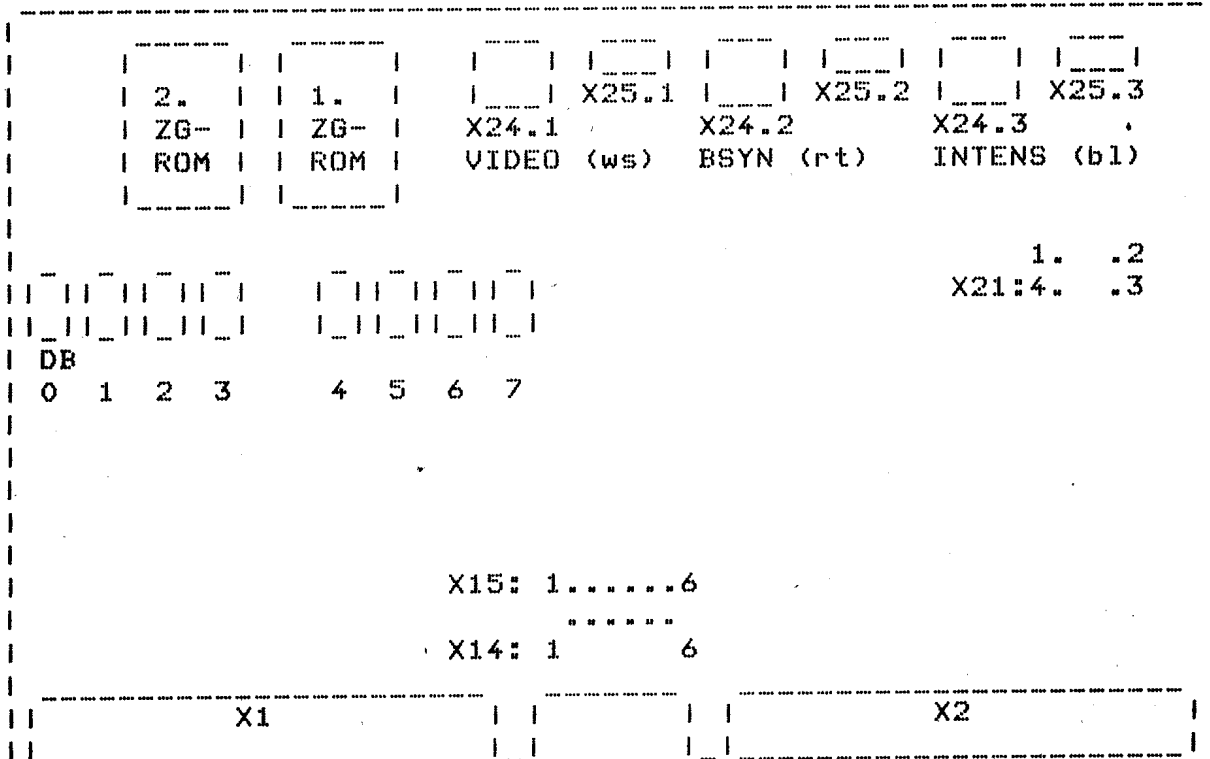 X25.1 X25.2 X25.3
2. 1.
ZG- ZG- X24.1 X24.2 X24.3
ROM ROM VIDEO (ws) BSYN (rt) INTENS (bl)
1. .2
X21:4. .3
DB
0 1 2 3 4 5 6 7
X15: 1......6
......
X14: 1 6
X1 X2